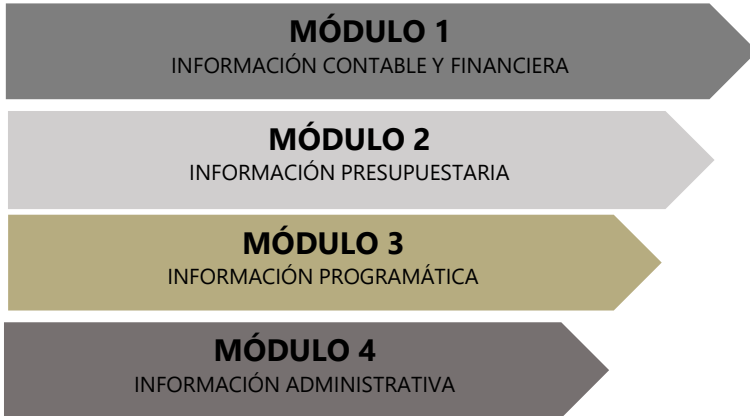 MÓDULO 1
INFORMACIÓN CONTABLE Y FINANCIERA
MÓDULO 2
INFORMACIÓN PRESUPUESTARIA
MÓDULO 3
INFORMACIÓN PROGRAMÁTICA
MÓDULO 4
INFORMACIÓN ADMINISTRATIVA